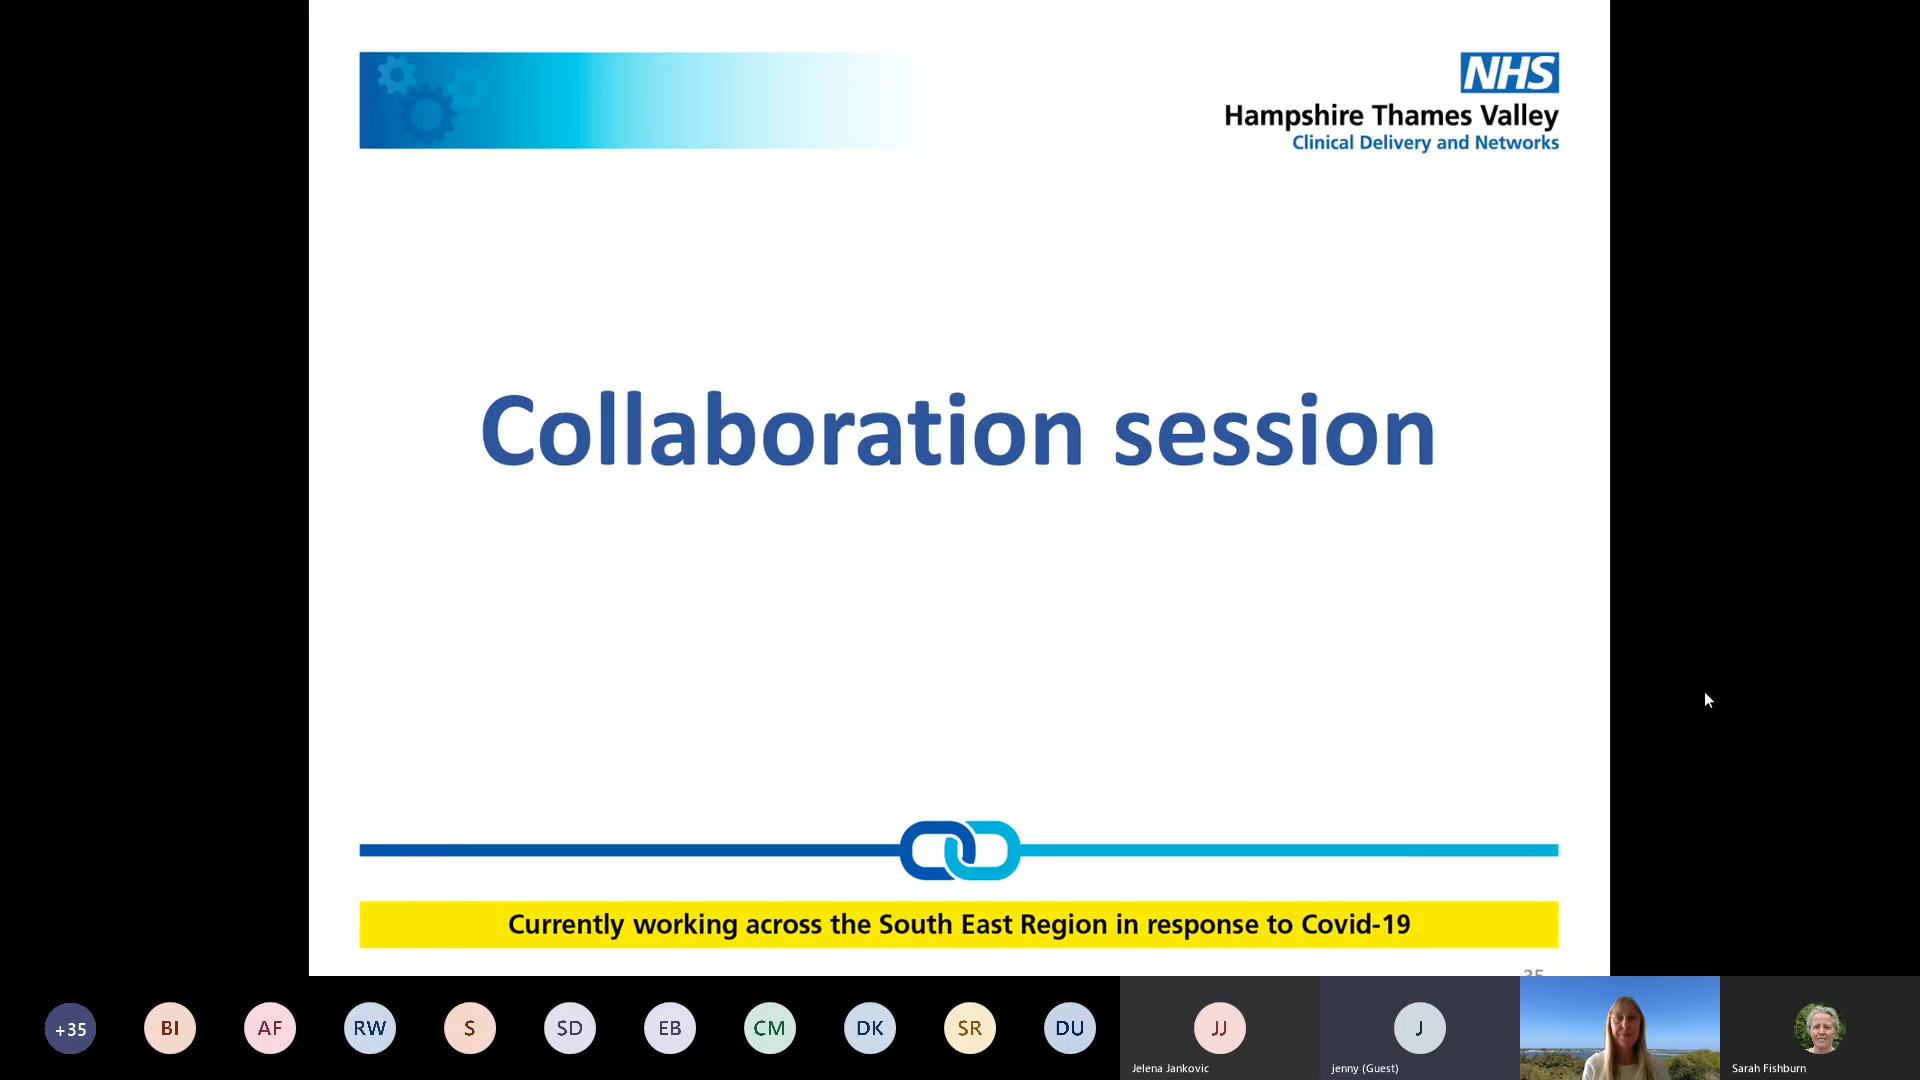 NHS
Hampshire Thames Valley
Clinical Delivery and Networks
Collaboration session
Currently working across the South East Region in response to Covid-19
+35
BI
AF
RW
S
SD
EB
CM
DK
SR
DU
JJ
Jelena Jankovic
J
jenny (Guest)
Sarah Fishburn